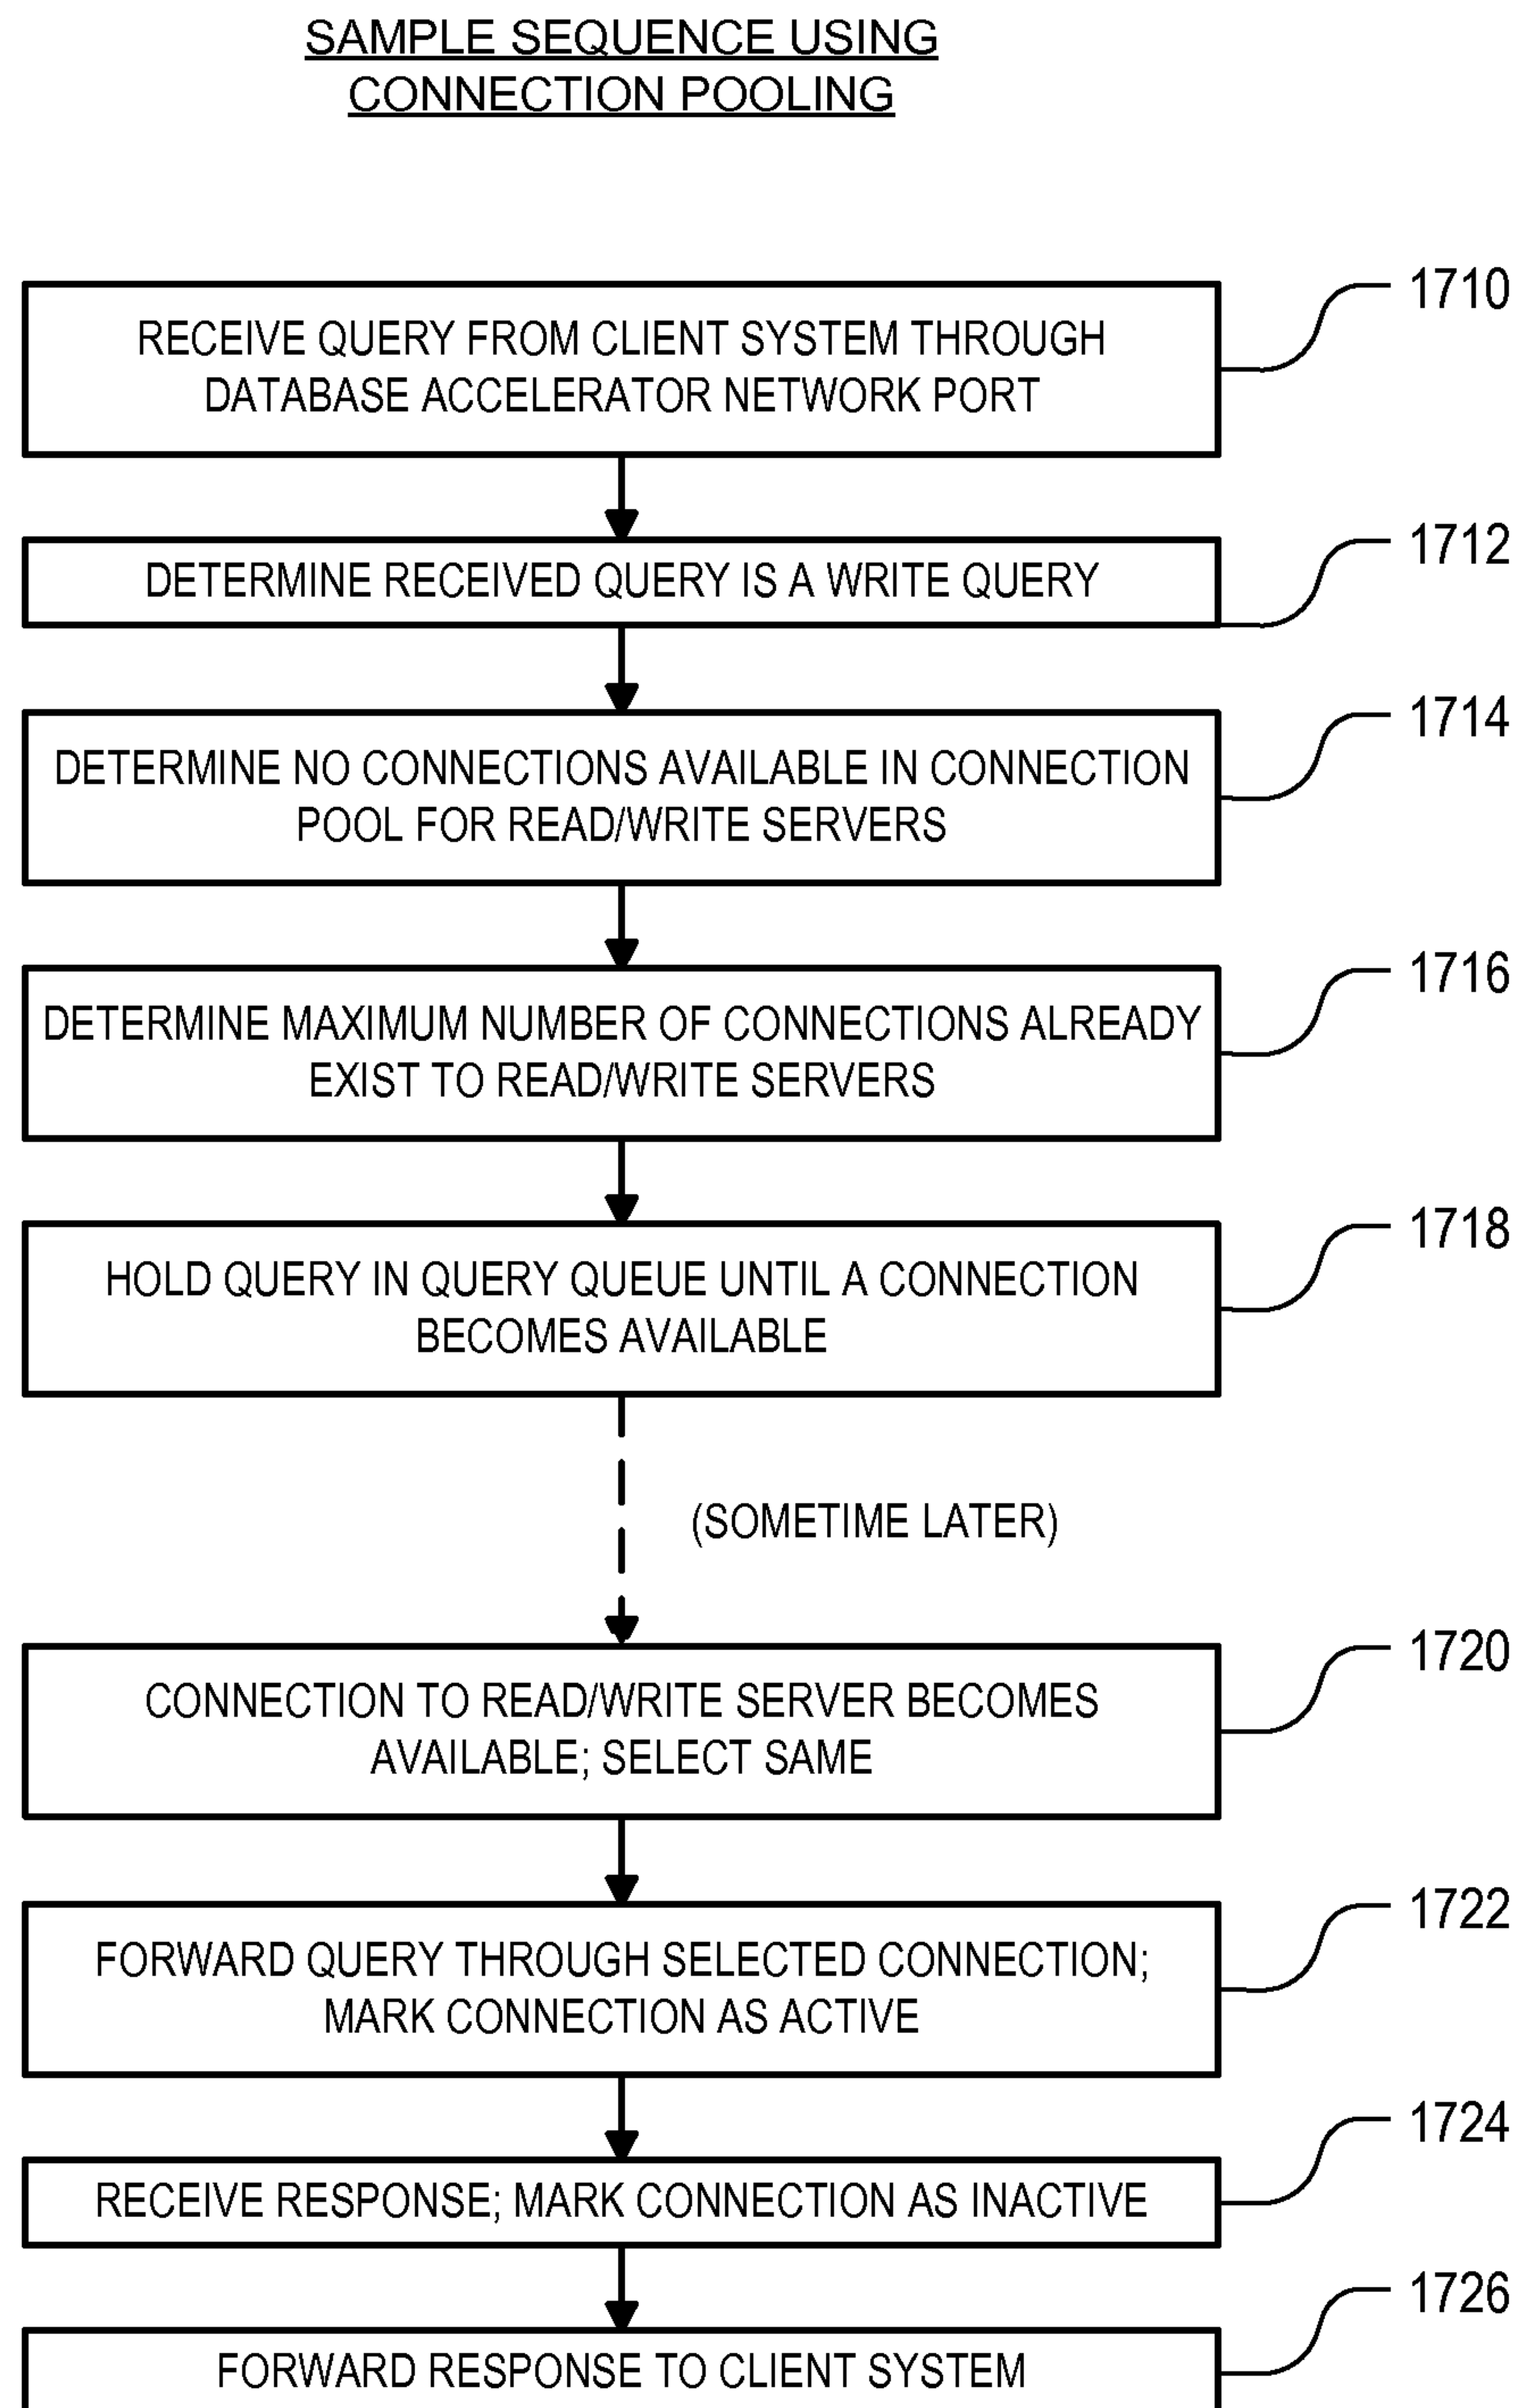 SAMPLE SEQUENCE USING
CONNECTION POOLING
1710
RECEIVE QUERY FROM CLIENT SYSTEM THROUGH
DATABASE ACCELERATOR NETWORK PORT
1712
DETERMINE RECEIVED QUERY IS A WRITE QUERY
1714
DETERMINE NO CONNECTIONS AVAILABLE IN CONNECTION
POOL FOR READ/WRITE SERVERS
1716
DETERMINE MAXIMUM NUMBER OF CONNECTIONS ALREADY
EXIST TO READ/WRITE SERVERS
1718
HOLD QUERY IN QUERY QUEUE UNTIL A CONNECTION
BECOMES AVAILABLE
(SOMETIME LATER)
1720
CONNECTION TO READ/WRITE SERVER BECOMES
AVAILABLE; SELECT SAME
1722
FORWARD QUERY THROUGH SELECTED CONNECTION;
MARK CONNECTION AS ACTIVE
1724
RECEIVE RESPONSE; MARK CONNECTION AS INACTIVE
1726
FORWARD RESPONSE TO CLIENT SYSTEM